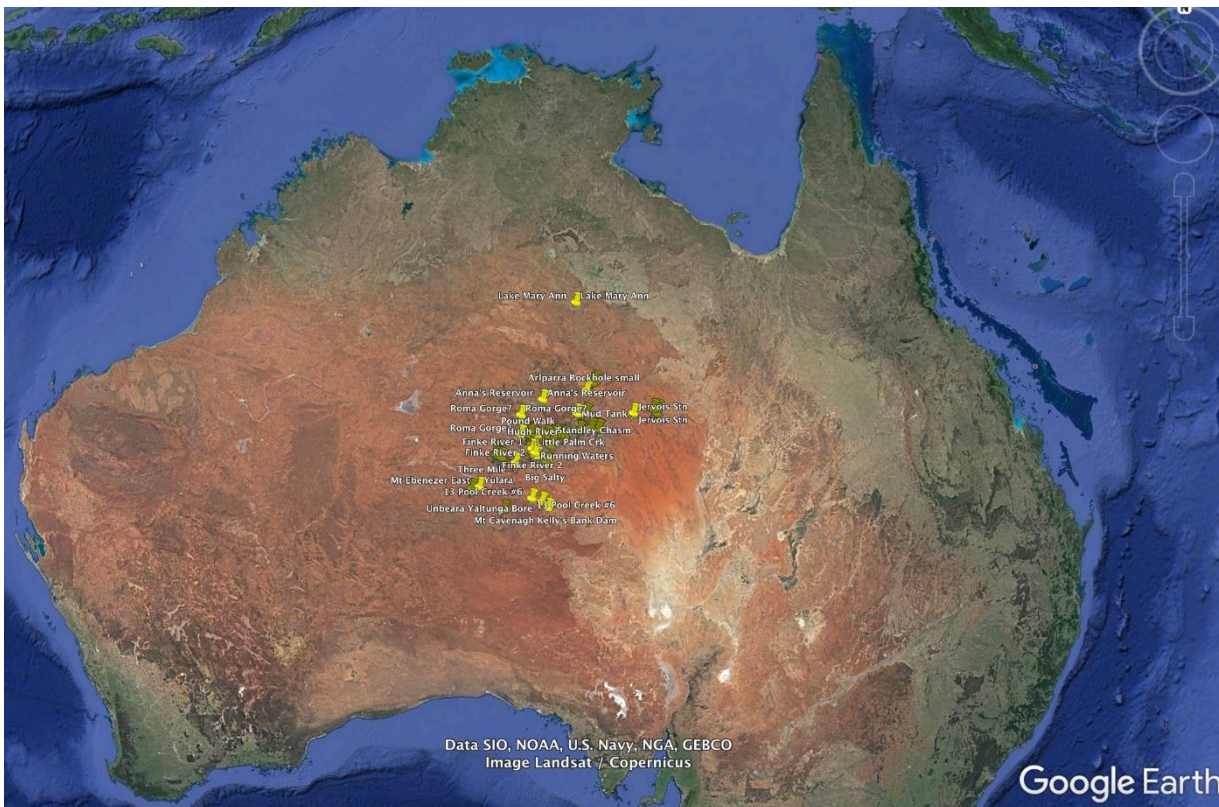 N
Lake Mary Ann Lake Mary Ann
Arlparra Rockhole small
Anna's Reservoir Anna's Reservoir
Roma Gorge? Roma Gorge?
Mud Tank
Jervois Stn
Jervois Stn
Pound Walk
Roma Gorge
Hugh River
Standley Chasm
Finke River 1
Little Palm Crk
Finke River 2
Running Waters
Finke River 2
Three Mile
Big Salty
Mt Ebenezer East
Yulara
13 Pool Creek #6
13 Pool Creek #6
Unbeara Yaltunga Bore
Mt Cavenagh Kelly's Bank Dam
Data SIO, NOAA, U.S. Navy, NGA, GEBCO
Image Landsat / Copernicus
Google Earth